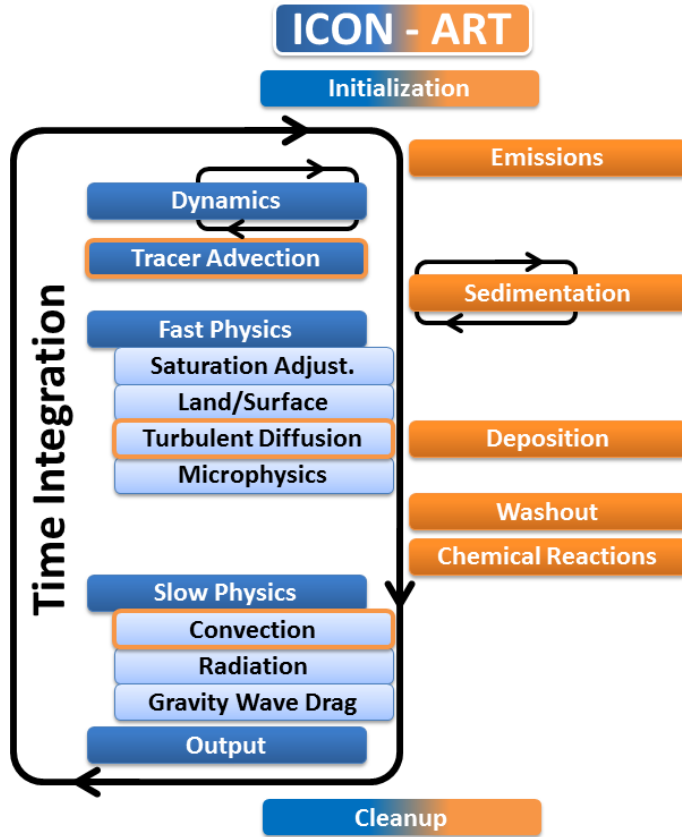 ICON - ART
Initialization
Emissions
Dynamics
Tracer Advection
Sedimentation
Time Integration
Fast Physics
Saturation Adjust.
Land/Surface
Turbulent Diffusion
Deposition
Microphysics
Washout
Chemical Reactions
Slow Physics
Convection
Radiation
Gravity Wave Drag
Output
Cleanup